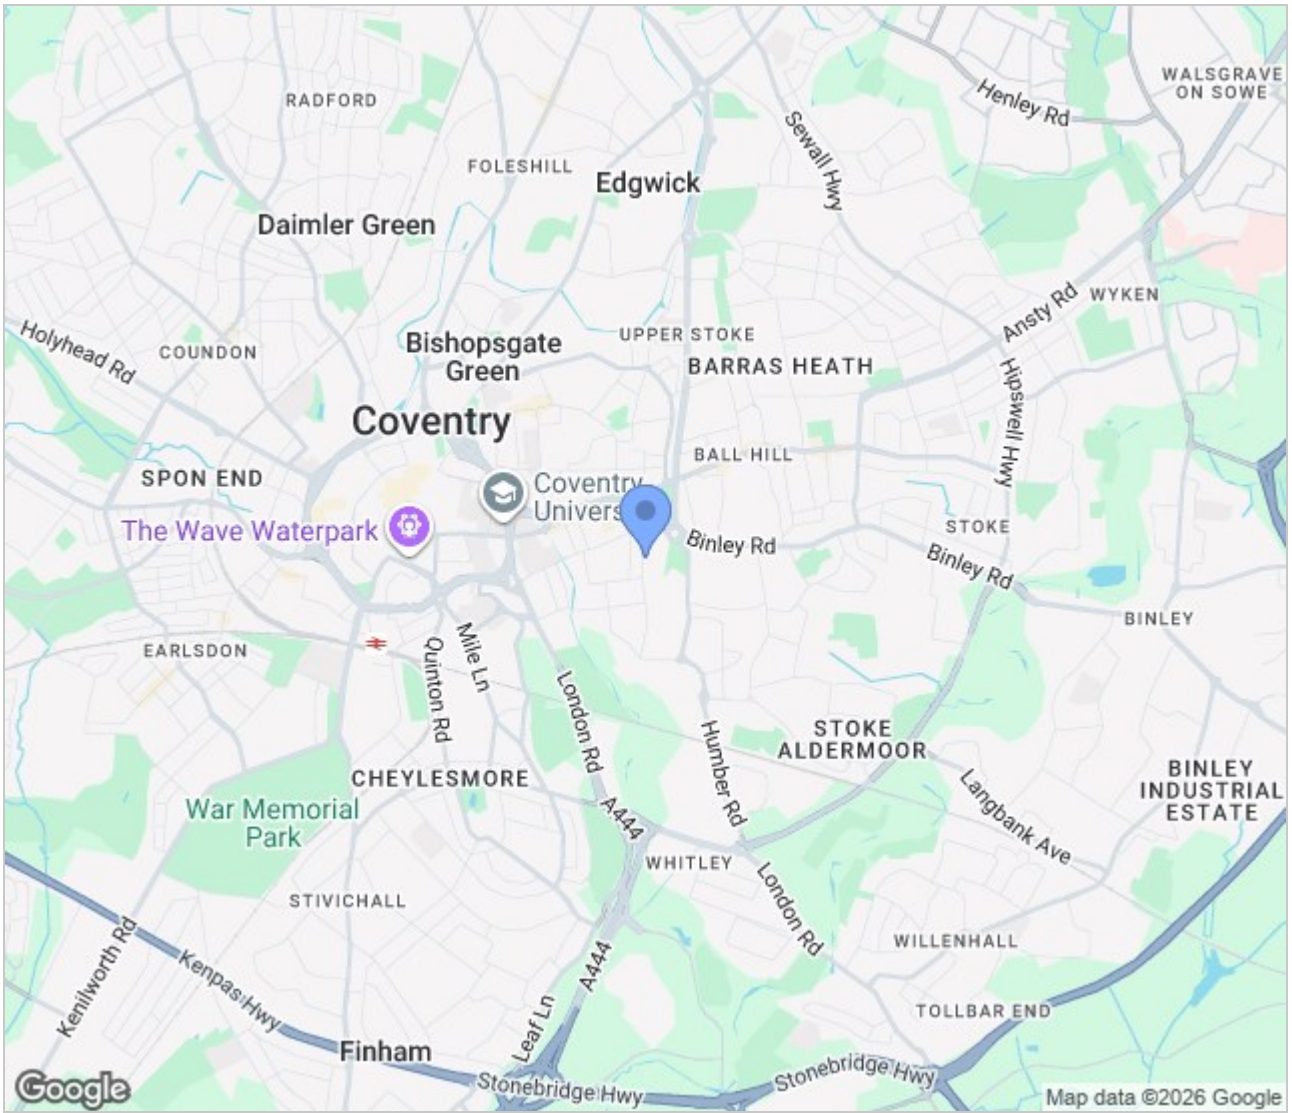 WALSGRAVE
ON SOWE
Henley Rd
RADFORD
Sewall Hwy
FOLESHILL
Edgwick
Daimler Green
WYKEN
Ansty Rd
Holyhead Rd
COUNDON
Bishopsgate
Green
UPPER STOKE
BARRAS HEATH
Hipswell Hwy
Coventry
BALL HILL
SPON END
Coventry
Univers
The Wave Waterpark
STOKE
Binley Rd
Binley Rd
BINLEY
EARLSDON
Mile Ln
Quinton Rd
London Rd
Humber Rd
STOKE
ALDERMOOR
CHEYLESMORE
Langbank Ave
BINLEY
INDUSTRIAL
ESTATE
War Memorial
Park
A444
WHITLEY
London Rd
STIVICHALL
Kenilworth Rd
Kenpas Hwy
A444
WILLENHALL
TOLLBAR END
Leaf Ln
Finham
Stonebridge Hwy
Stonebridge Hwy
Google
Map data ©2026 Google